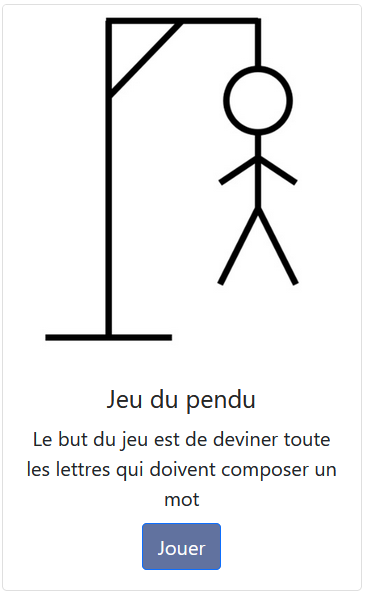 Jeu du pendu
Le but du jeu est de deviner toute
les lettres qui doivent composer un
mot
Jouer